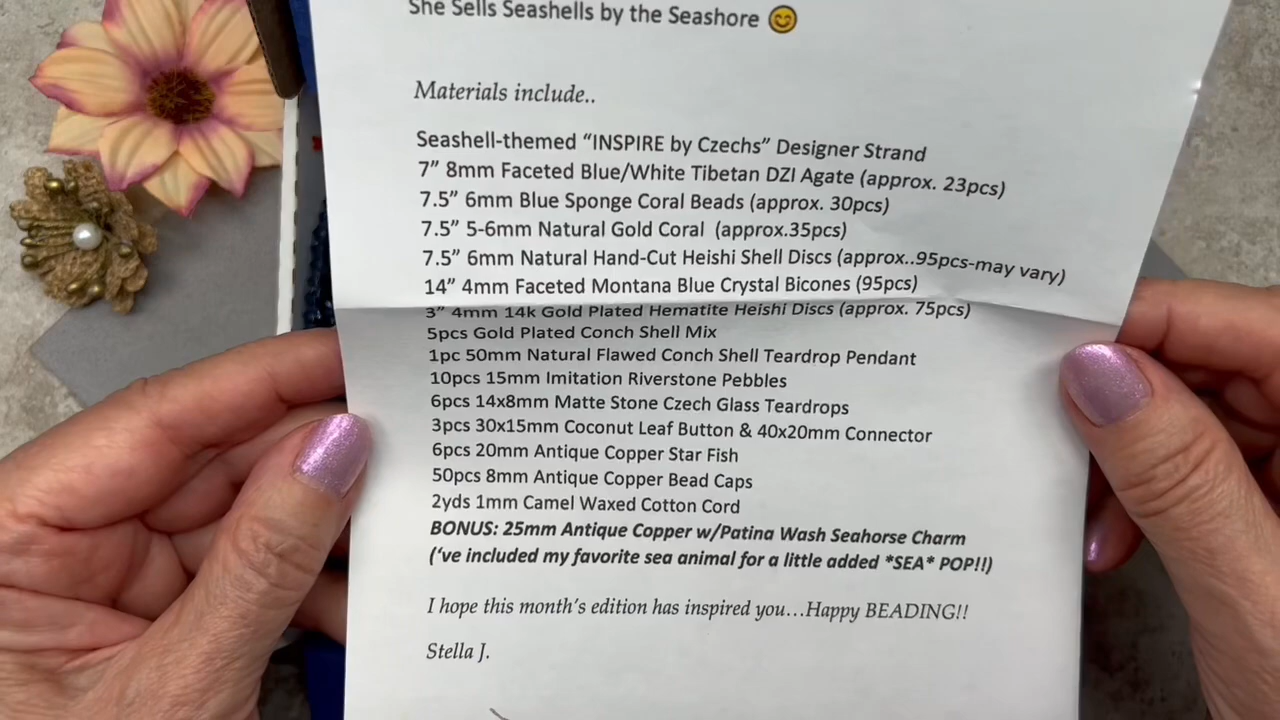 She Sells Seashells by the Seashore 😊
Materials include..
Seashell-themed “INSPIRE by Czechs” Designer Strand
7” 8mm Faceted Blue/White Tibetan DZI Agate (approx. 23pcs)
7.5” 6mm Blue Sponge Coral Beads (approx. 30pcs)
7.5” 5-6mm Natural Gold Coral (approx.35pcs)
7.5” 6mm Natural Hand-Cut Heishi Shell Discs (approx..95pcs-may vary)
14” 4mm Faceted Montana Blue Crystal Bicones (95pcs)
3” 4mm 14k Gold Plated Hematite Heishi Discs (approx. 75pcs)
5pcs Gold Plated Conch Shell Mix
1pc 50mm Natural Flawed Conch Shell Teardrop Pendant
10pcs 15mm Imitation Riverstone Pebbles
6pcs 14x8mm Matte Stone Czech Glass Teardrops
3pcs 30x15mm Coconut Leaf Button & 40x20mm Connector
6pcs 20mm Antique Copper Star Fish
50pcs 8mm Antique Copper Bead Caps
2yds 1mm Camel Waxed Cotton Cord
BONUS: 25mm Antique Copper w/Patina Wash Seahorse Charm
(‘ve included my favorite sea animal for a little added *SEA* POP!!)
I hope this month’s edition has inspired you…Happy BEADING!!
Stella J.